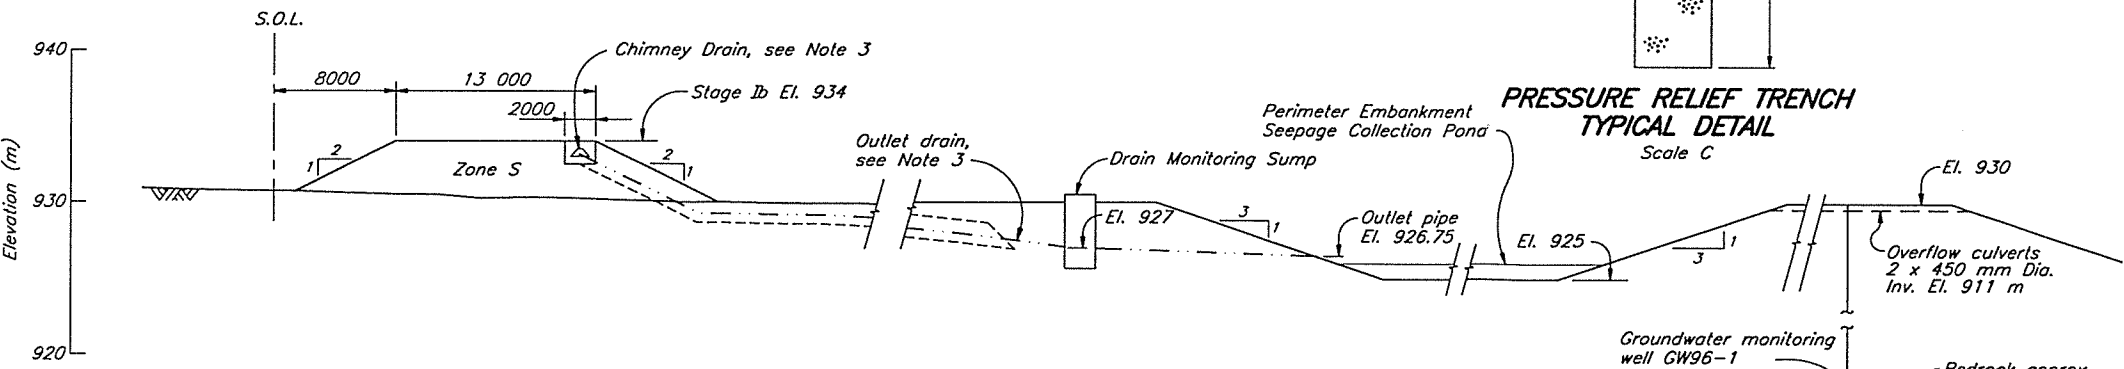 S.O.L.
940
Chimney Drain, see Note 3
8000
13 000
Stage Ib El. 934
2000
PRESSURE RELIEF TRENCH
TYPICAL DETAIL
Scale C
Perimeter Embankment
Seepage Collection Pond
Outlet drain,
see Note 3
Drain Monitoring Sump
2
1
Zone S
2
1
El. 930
Elevation (m)
930
El. 927
3
1
Outlet pipe
El. 926.75
El. 925
1
3
Overflow culverts
2 x 450 mm Dia.
Inv. El. 911 m
920
Groundwater monitoring
well GW96-1
Bedrock approx.